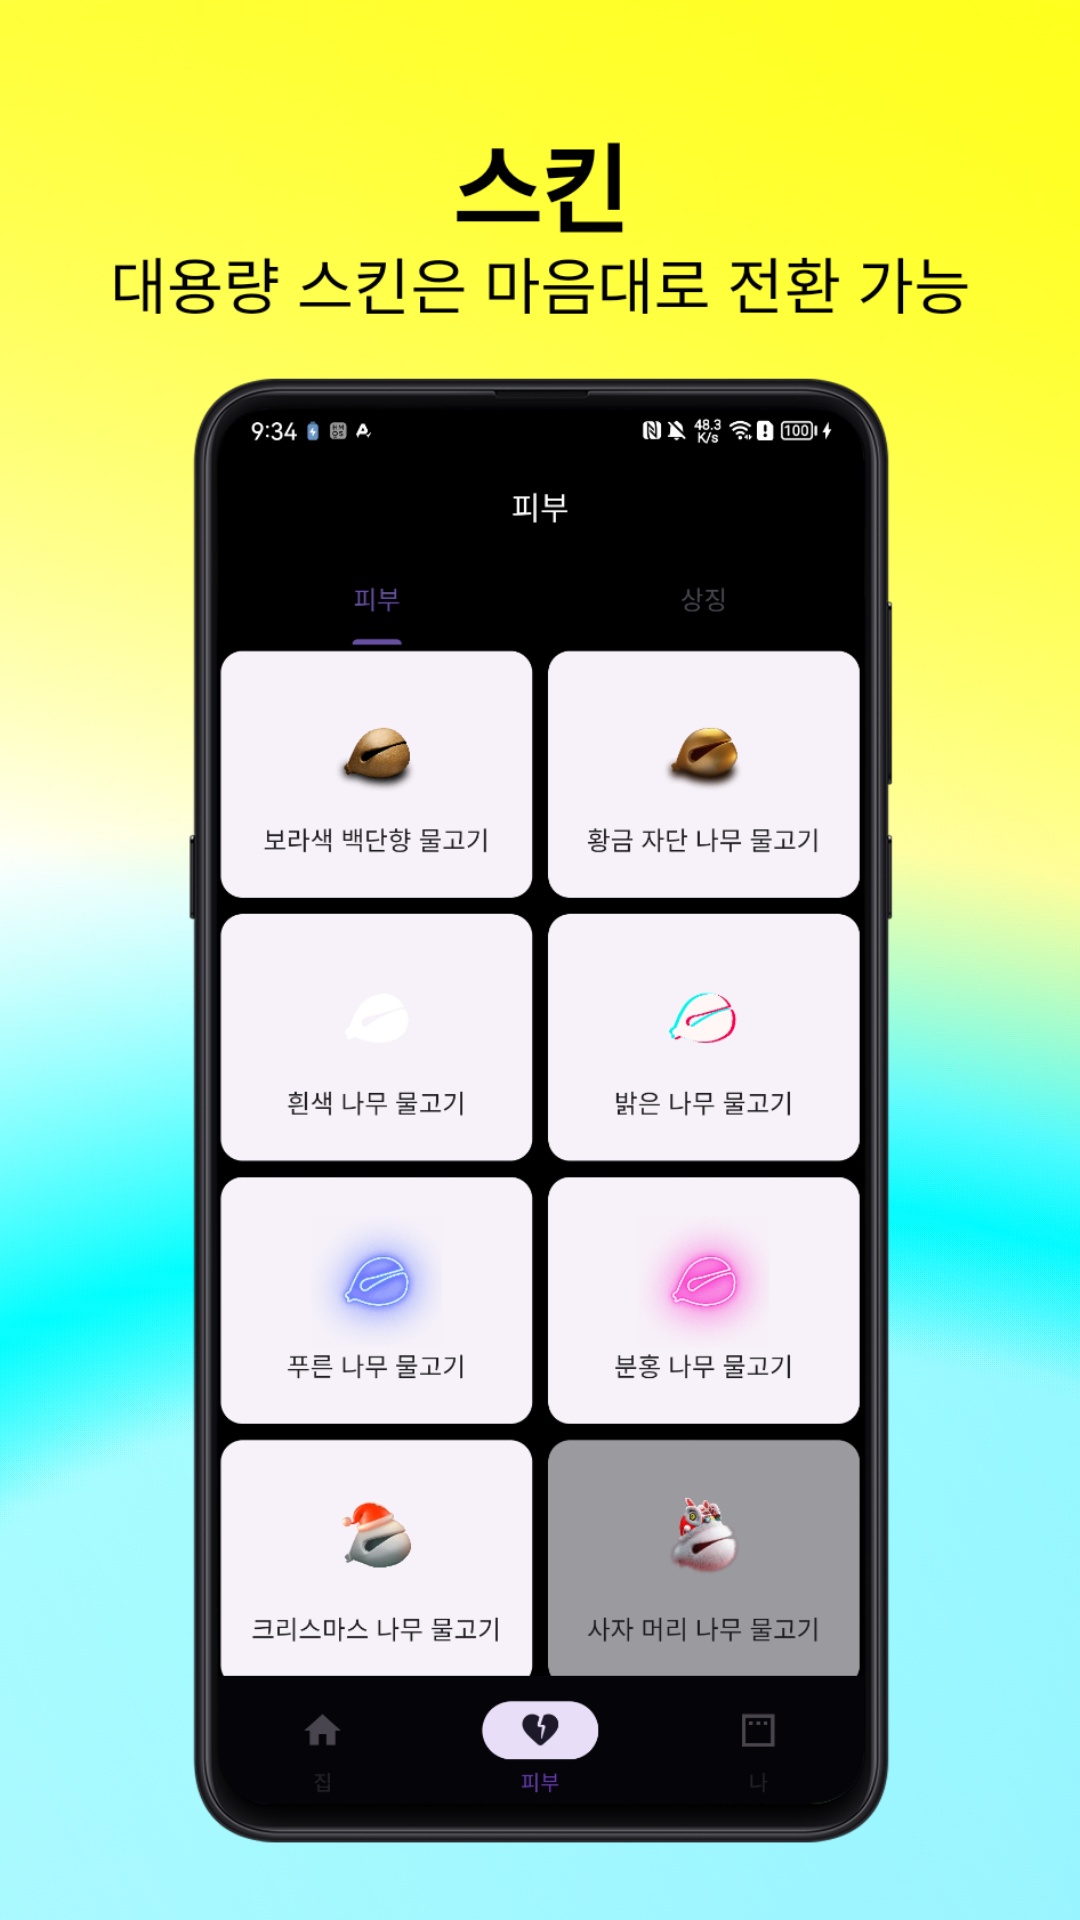 스킨
대용량 스킨은 마음대로 전환 가능
9:34
48.3
K/s
100
피부
피부
상징
보라색 백단향 물고기
황금 자단 나무 물고기
흰색 나무 물고기
밝은 나무 물고기
푸른 나무 물고기
분홍 나무 물고기
크리스마스 나무 물고기
사자 머리 나무 물고기
집
피부
나